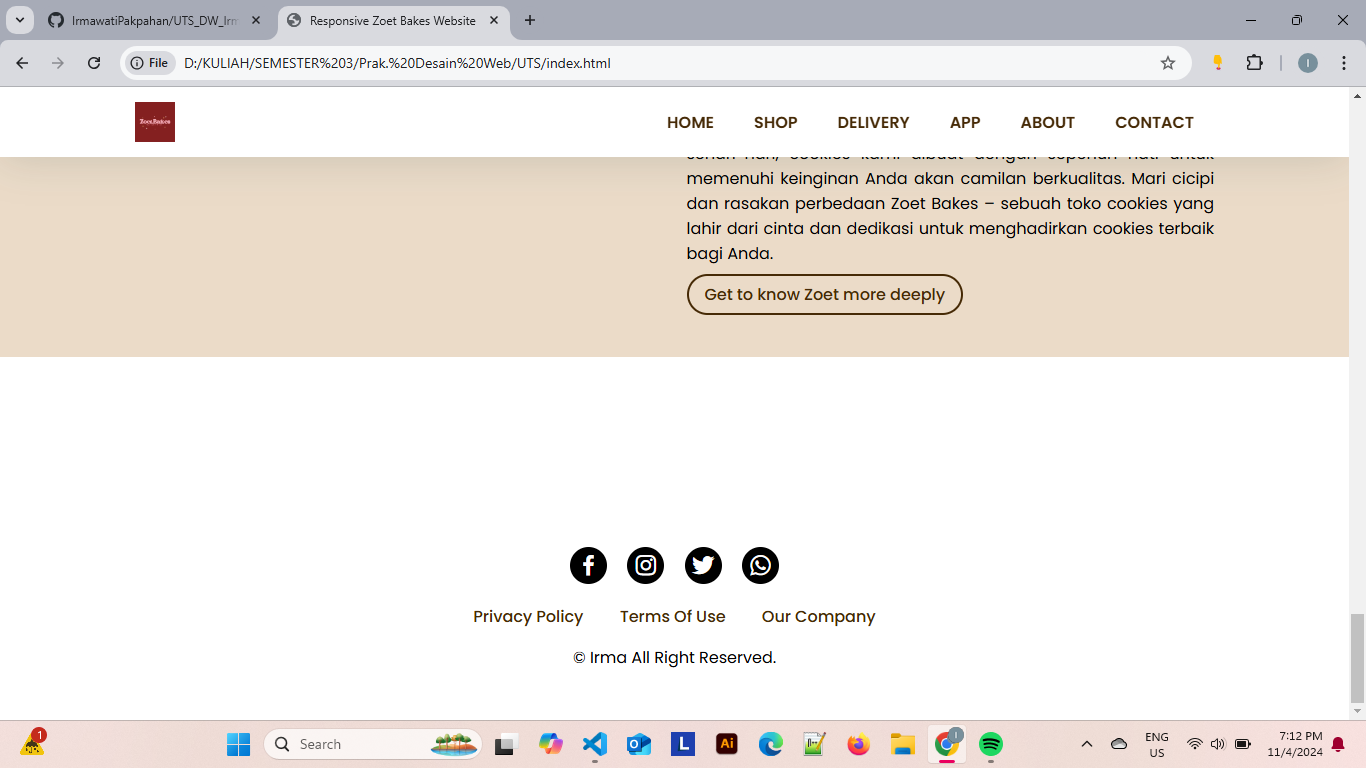 IrmawatiPakpahan/UTS_DW_Irm
Responsive Zoet Bakes Website
File
D:/KULIAH/SEMESTER%203/Prak.%20Desain%20Web/UTS/index.html
I
Zoet Bakes
HOME
SHOP
DELIVERY
APP
ABOUT
CONTACT
memenuhi keinginan Anda akan camilan berkualitas. Mari cicipi
dan rasakan perbedaan Zoet Bakes – sebuah toko cookies yang
lahir dari cinta dan dedikasi untuk menghadirkan cookies terbaik
bagi Anda.
Get to know Zoet more deeply
Privacy Policy
Terms Of Use
Our Company
© Irma All Right Reserved.
1
Search
L
Ai
ENG
US
7:12 PM
11/4/2024